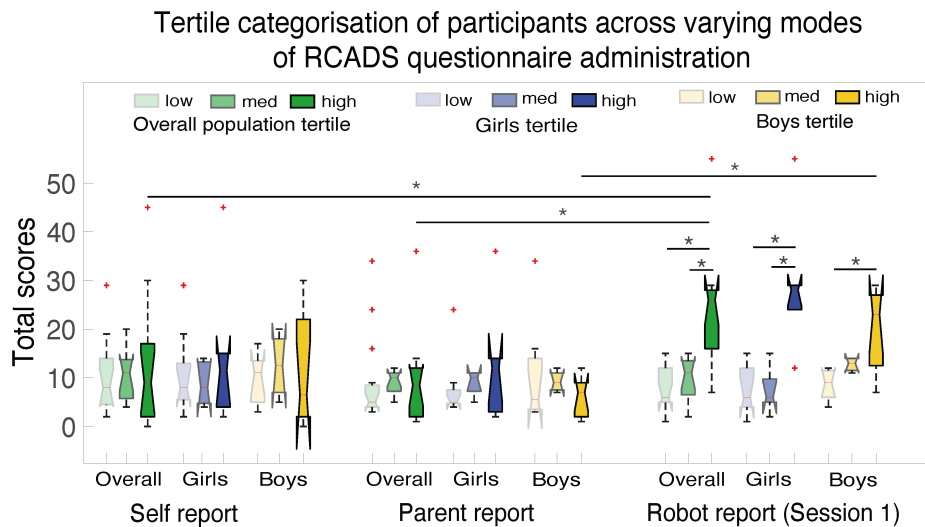 Tertile categorisation of participants across varying modes
of RCADS questionnaire administration
low med high
Overall population tertile
low med high
Girls tertile
low med high
Boys tertile
Total scores
50
40
30
20
10
0
* *
*
* * *
* *
Overall Girls Boys Overall Girls Boys Overall Girls Boys
Self report Parent report Robot report (Session 1)